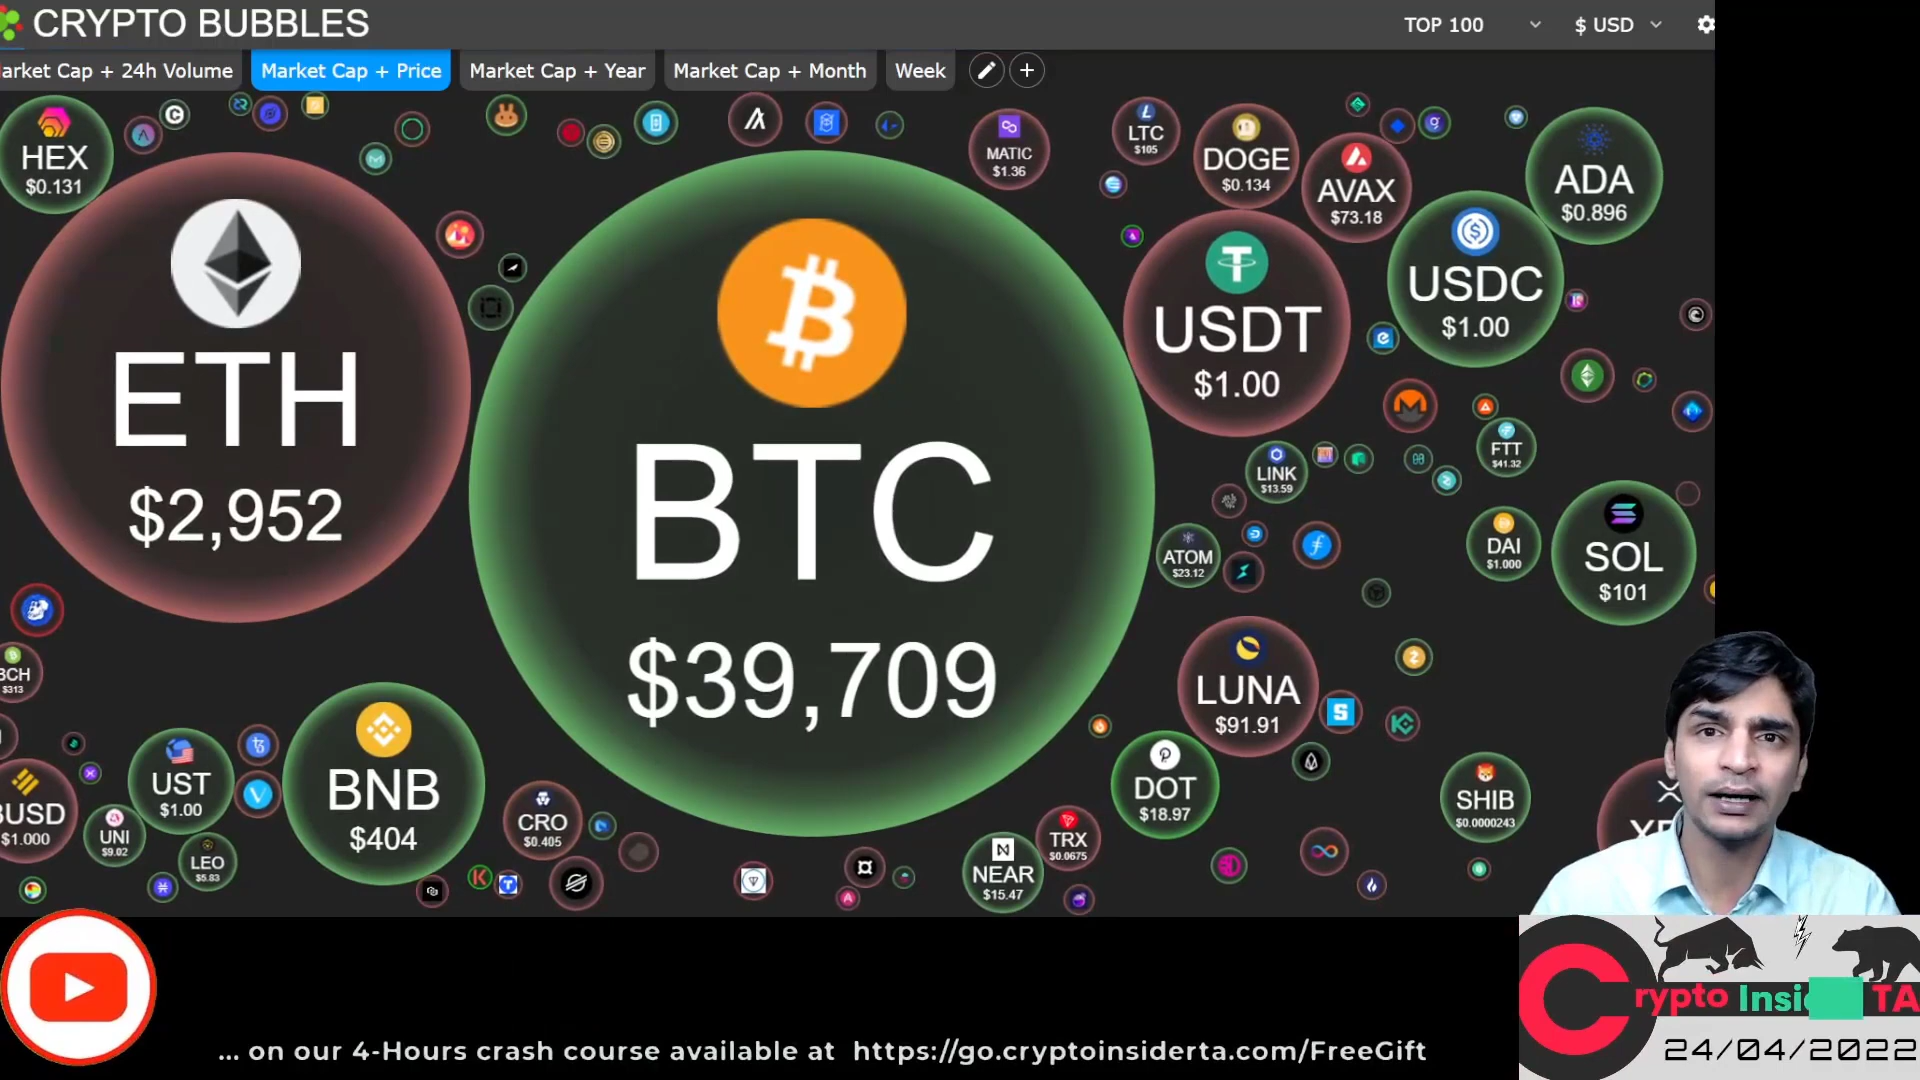 CRYPTO BUBBLES
TOP 100
$ USD
arket Cap + 24h Volume
Market Cap + Price
Market Cap + Year
Market Cap + Month
Week
HEX
$0.131
ETH
$2,952
BTC
$39,709
MATIC
$1.36
LTC
$105
DOGE
$0.134
AVAX
$73.18
ADA
$0.896
USDT
$1.00
USDC
$1.00
LINK
$13.59
FTT
$41.32
ATOM
$23.12
DAI
$1.000
SOL
$101
LUNA
$91.91
DOT
$18.97
SHIB
$0.0000243
BCH
$313
BUSD
$1.000
UST
$1.00
UNI
$9.02
LEO
$5.83
BNB
$404
CRO
$0.405
NEAR
$15.47
TRX
$0.0675
... on our 4-Hours crash course available at https://go.cryptoinsiderta.com/FreeGift
Crypto Insi TA
24/04/2022